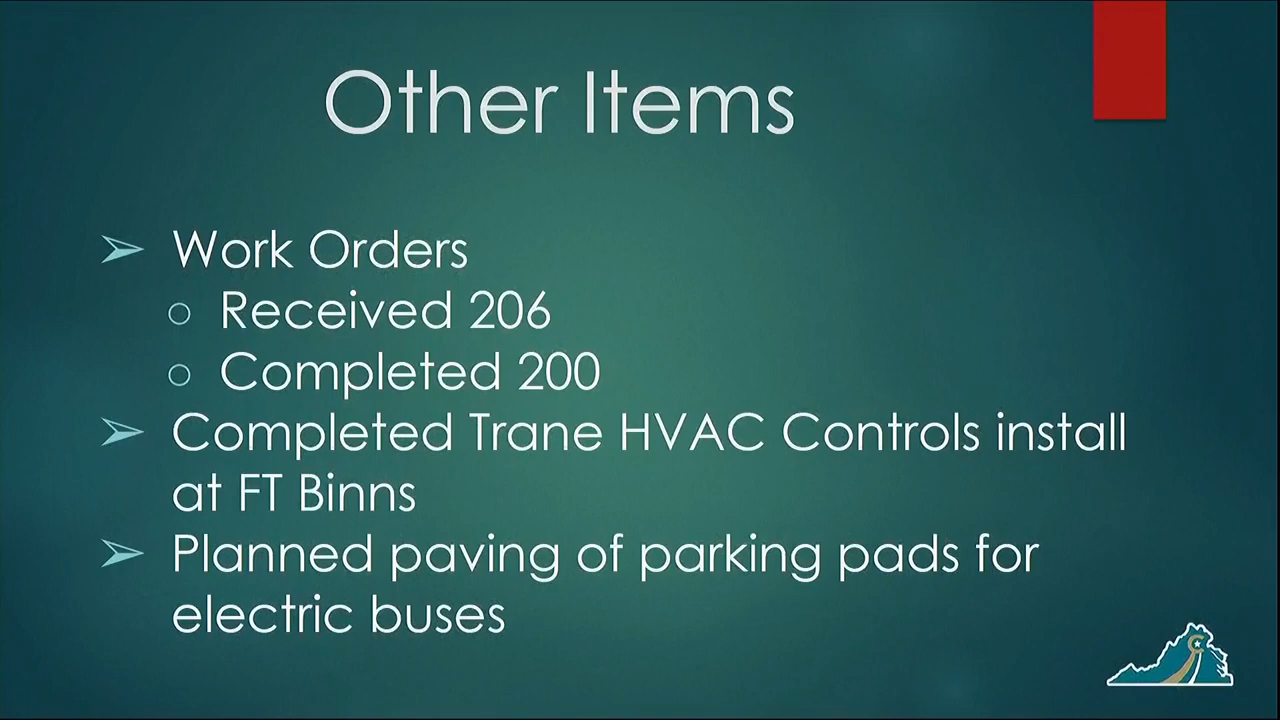 Other Items
➢ Work Orders
○ Received 206
○ Completed 200
➢ Completed Trane HVAC Controls install
at FT Binns
➢ Planned paving of parking pads for
electric buses